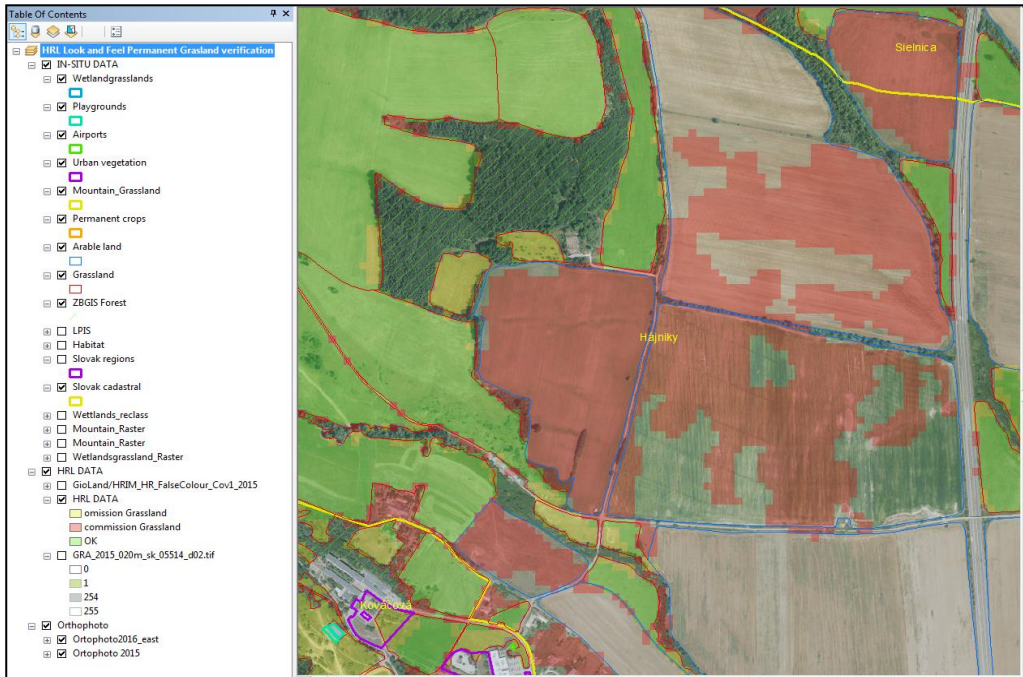 Table Of Contents
HRL Look and Feel Permanent Grasland verification
IN-SITU DATA
Wetlandgrasslands
Playgrounds
Airports
Urban vegetation
Mountain_Grassland
Permanent crops
Arable land
Grassland
ZBGIS Forest
LPIS
Habitat
Slovak regions
Slovak cadastral
Wettlands_reclass
Mountain_Raster
Mountain_Raster
Wetlandsgrassland_Raster
HRL DATA
GioLand/HRIM_HR_FalseColour_Cov1_2015
HRL DATA
omission Grassland
commission Grassland
OK
GRA_2015_020m_sk_05514_d02.tif
0
1
254
255
Orthophoto
Ortophoto2016_east
Ortophoto 2015
Sielnica
Hájniky
Kováčová